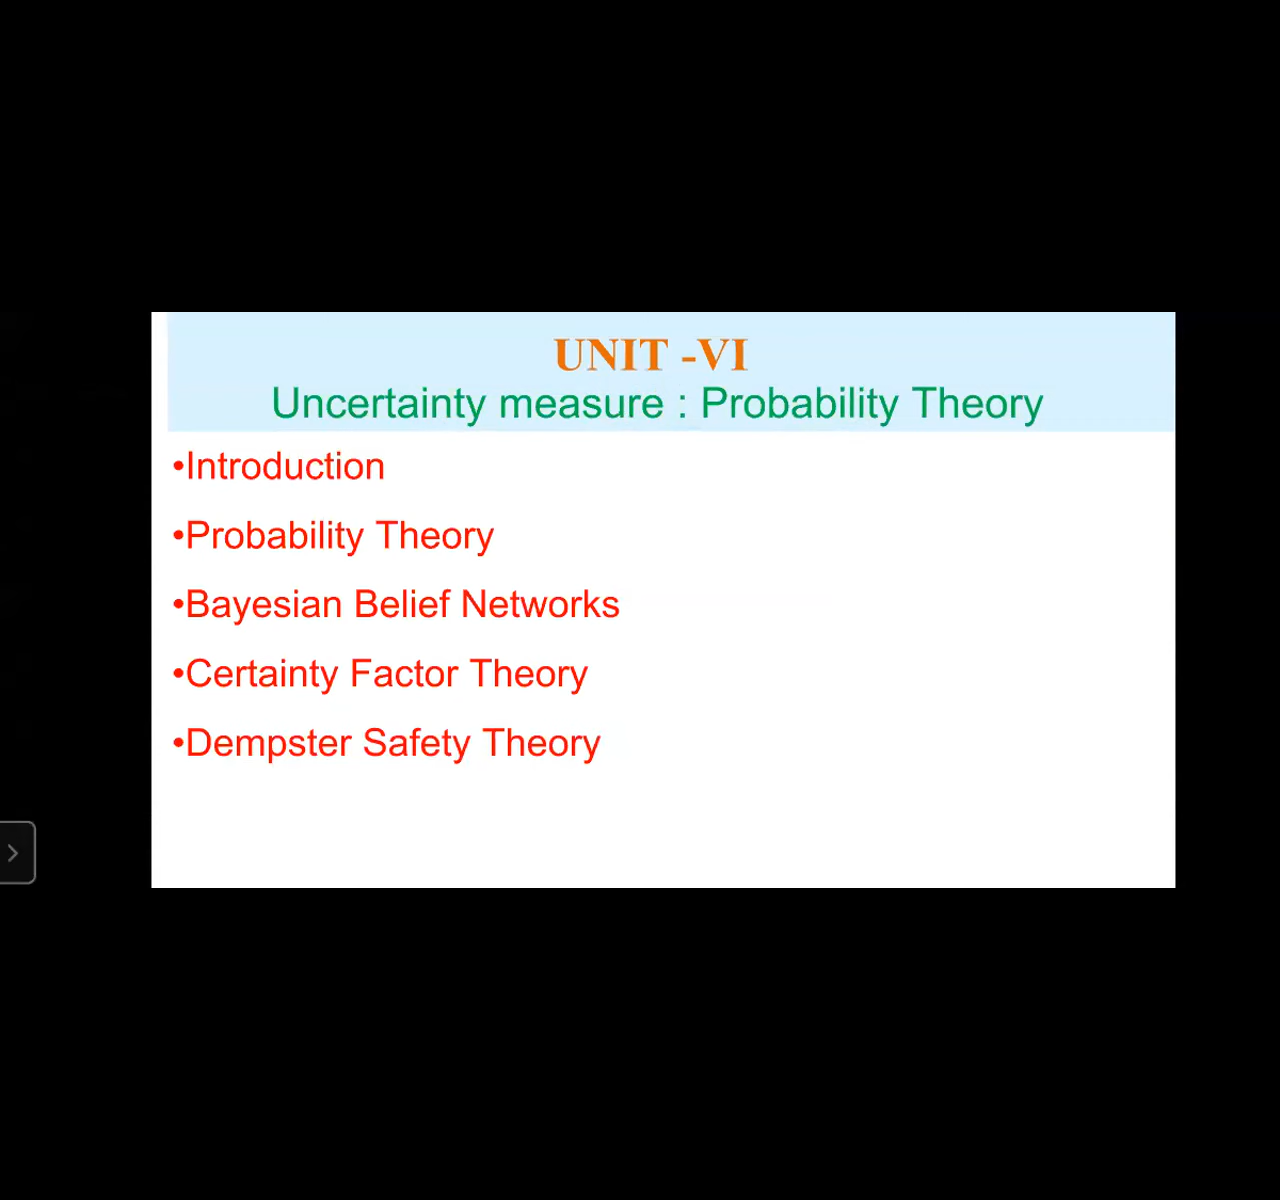 UNIT -VI
Uncertainty measure : Probability Theory
•Introduction
•Probability Theory
•Bayesian Belief Networks
•Certainty Factor Theory
•Dempster Safety Theory